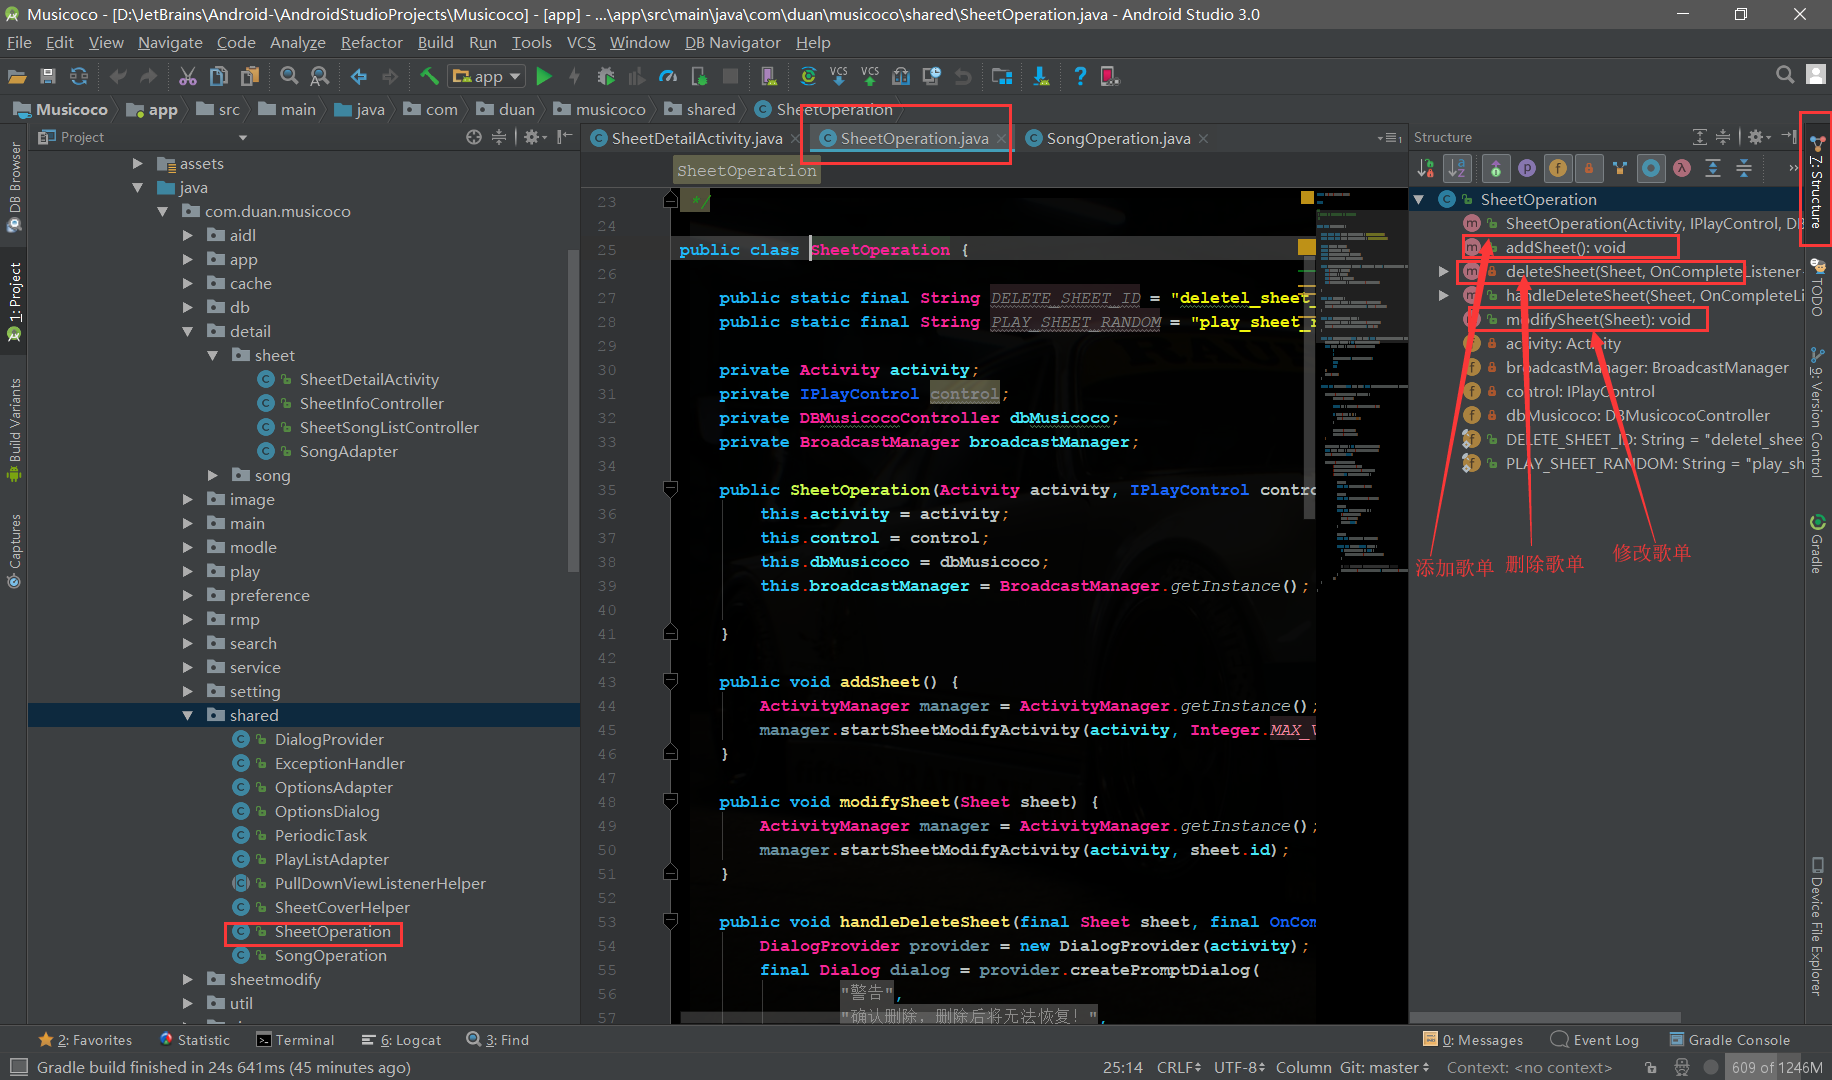 Musicoco - [D:\JetBrains\Android-\AndroidStudioProjects\Musicoco] - [app] - ...\app\src\main\java\com\duan\musicoco\shared\SheetOperation.java - Android Studio 3.0
File Edit View Navigate Code Analyze Refactor Build Run Tools VCS Window DB Navigator Help
app VCS VCS
Musicoco app src main java com duan musicoco shared SheetOperation
Project
SheetDetailActivity.java SheetOperation.java SongOperation.java
Structure
DB Browser
1: Project
Build Variants
Captures
assets
java
com.duan.musicoco
aidl
app
cache
db
detail
sheet
SheetDetailActivity
SheetInfoController
SheetSongListController
SongAdapter
song
image
main
modle
play
preference
rmp
search
service
setting
shared
DialogProvider
ExceptionHandler
OptionsAdapter
OptionsDialog
PeriodicTask
PlayListAdapter
PullDownViewListenerHelper
SheetCoverHelper
SheetOperation
SongOperation
sheetmodify
util
SheetOperation
23 */
24
25 public class SheetOperation {
26
27 public static final String DELETE_SHEET_ID = "deletel_sheet_
28 public static final String PLAY_SHEET_RANDOM = "play_sheet_r
29
30 private Activity activity;
31 private IPlayControl control;
32 private DBMusicocoController dbMusicoco;
33 private BroadcastManager broadcastManager;
34
35 public SheetOperation(Activity activity, IPlayControl contro
36 this.activity = activity;
37 this.control = control;
38 this.dbMusicoco = dbMusicoco;
39 this.broadcastManager = BroadcastManager.getInstance();
40
41 }
42
43 public void addSheet() {
44 ActivityManager manager = ActivityManager.getInstance();
45 manager.startSheetModifyActivity(activity, Integer.MAX_V
46 }
47
48 public void modifySheet(Sheet sheet) {
49 ActivityManager manager = ActivityManager.getInstance();
50 manager.startSheetModifyActivity(activity, sheet.id);
51 }
52
53 public void handleDeleteSheet(final Sheet sheet, final OnCom
54 DialogProvider provider = new DialogProvider(activity);
55 final Dialog dialog = provider.createPromptDialog(
56 "警告",
57 "确认删除，删除后将无法恢复！",
SheetOperation
SheetOperation(Activity, IPlayControl, DB
addSheet(): void
deleteSheet(Sheet, OnCompleteListener
handleDeleteSheet(Sheet, OnCompleteLi
modifySheet(Sheet): void
activity: Activity
broadcastManager: BroadcastManager
control: IPlayControl
dbMusicoco: DBMusicocoController
DELETE_SHEET_ID: String = "deletel_shee
PLAY_SHEET_RANDOM: String = "play_sh
添加歌单 删除歌单 修改歌单
7: Structure
TODO
9: Version Control
Gradle
Device File Explorer
2: Favorites Statistic Terminal 6: Logcat 3: Find 0: Messages Event Log Gradle Console
Gradle build finished in 24s 641ms (45 minutes ago) 25:14 CRLF UTF-8 Column Git: master Context: <no context> 609 of 1246M